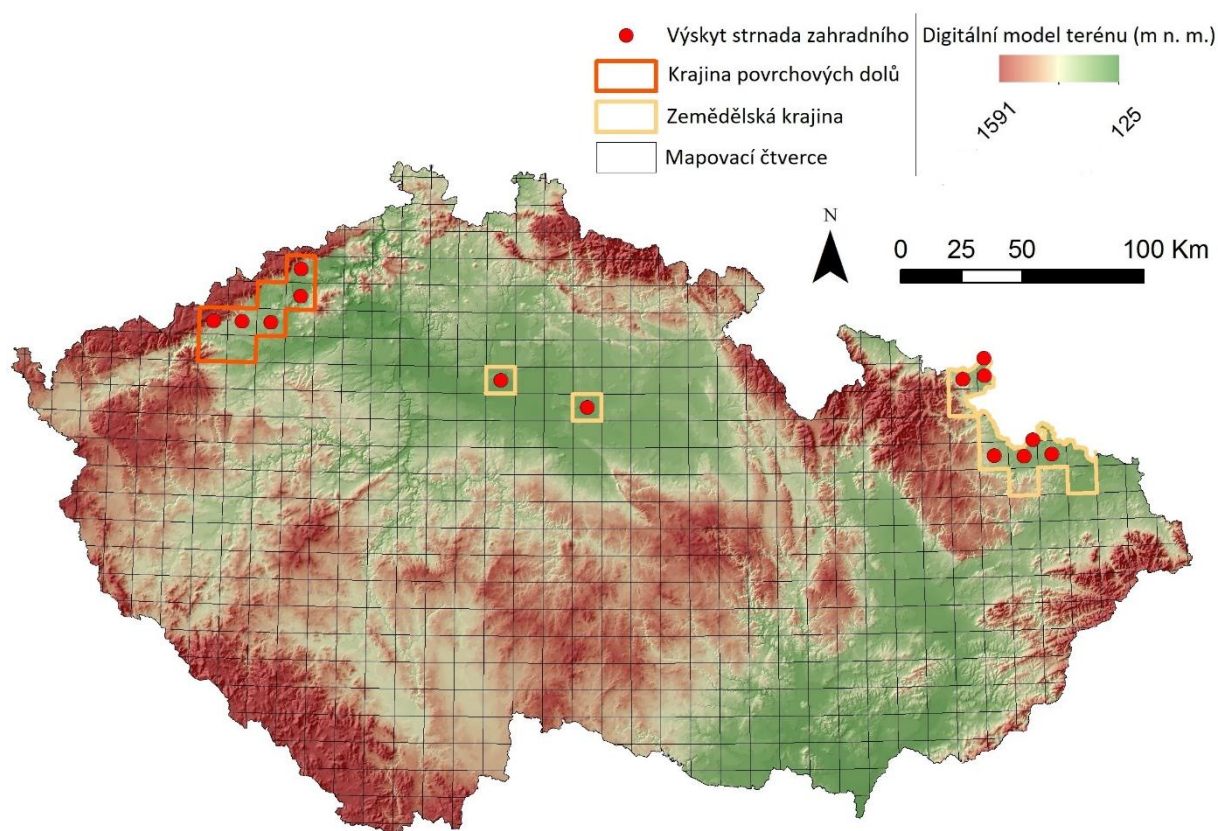 Výskyt strnada zahradního
Krajina povrchových dolů
Zemědělská krajina
Mapovací čtverce
Digitální model terénu (m n. m.)
1591
125
N
0 25 50 100 Km